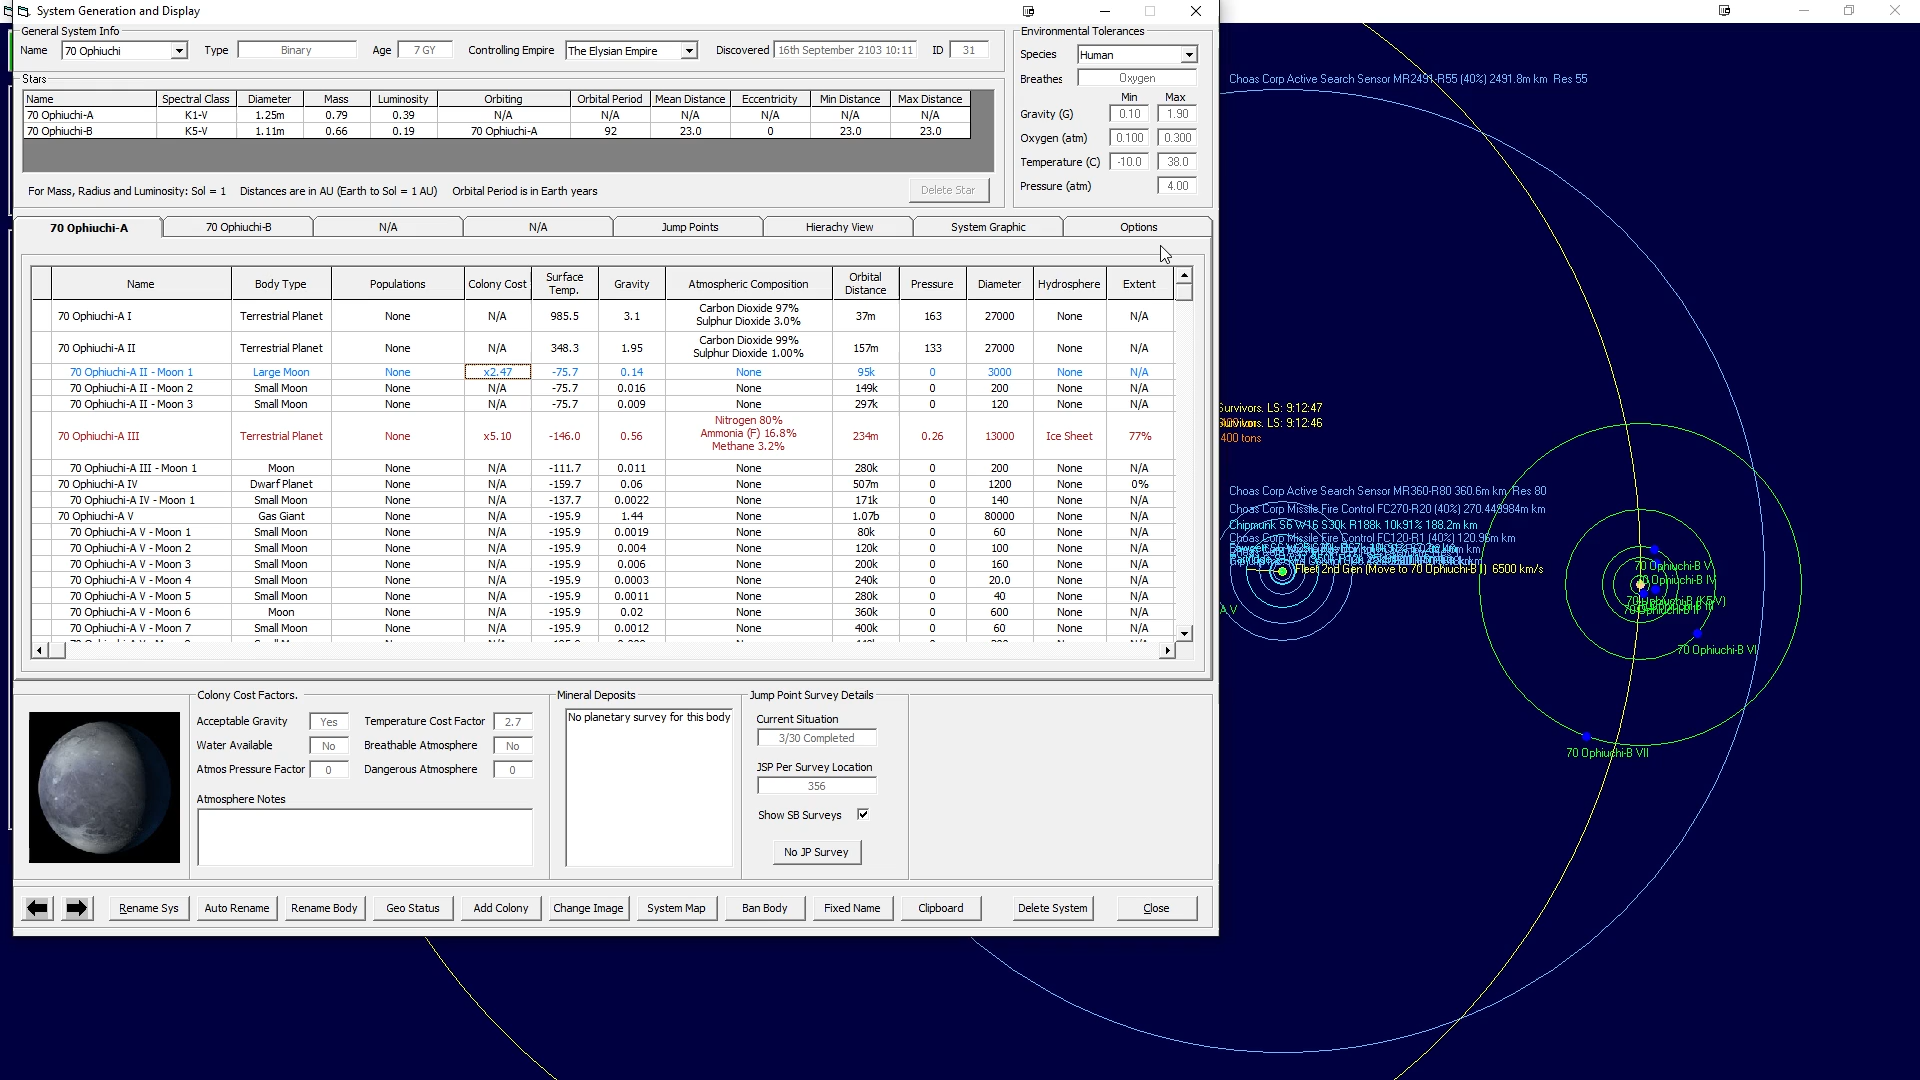 System Generation and Display
General System Info
Name 70 Ophiuchi Type Binary Age 7 GY Controlling Empire The Elysian Empire Discovered 16th September 2103 10:11 ID 31
Stars
Name Spectral Class Diameter Mass Luminosity Orbiting Orbital Period Mean Distance Eccentricity Min Distance Max Distance
70 Ophiuchi-A K1-V 1.25m 0.79 0.39 N/A N/A N/A N/A N/A N/A
70 Ophiuchi-B K5-V 1.11m 0.66 0.19 70 Ophiuchi-A 92 23.0 0 23.0 23.0
For Mass, Radius and Luminosity: Sol = 1 Distances are in AU (Earth to Sol = 1 AU) Orbital Period is in Earth years Delete Star
Environmental Tolerances
Species Human
Breathes Oxygen
Min Max
Gravity (G) 0.10 1.90
Oxygen (atm) 0.100 0.300
Temperature (C) -10.0 38.0
Pressure (atm) 4.00
70 Ophiuchi-A 70 Ophiuchi-B N/A N/A Jump Points Hierachy View System Graphic Options
Name Body Type Populations Colony Cost Surface Temp. Gravity Atmospheric Composition Orbital Distance Pressure Diameter Hydrosphere Extent
70 Ophiuchi-A I Terrestrial Planet None N/A 985.5 3.1 Carbon Dioxide 97% Sulphur Dioxide 3.0% 37m 163 27000 None N/A
70 Ophiuchi-A II Terrestrial Planet None N/A 348.3 1.95 Carbon Dioxide 99% Sulphur Dioxide 1.00% 157m 133 27000 None N/A
70 Ophiuchi-A II - Moon 1 Large Moon None x2.47 -75.7 0.14 None 95k 0 3000 None N/A
70 Ophiuchi-A II - Moon 2 Small Moon None N/A -75.7 0.016 None 149k 0 200 None N/A
70 Ophiuchi-A II - Moon 3 Small Moon None N/A -75.7 0.009 None 297k 0 120 None N/A
70 Ophiuchi-A III Terrestrial Planet None x5.10 -146.0 0.56 Nitrogen 80% Ammonia (F) 16.8% Methane 3.2% 234m 0.26 13000 Ice Sheet 77%
70 Ophiuchi-A III - Moon 1 Moon None N/A -111.7 0.011 None 280k 0 200 None N/A
70 Ophiuchi-A IV Dwarf Planet None N/A -159.7 0.06 None 507m 0 1200 None 0%
70 Ophiuchi-A IV - Moon 1 Small Moon None N/A -137.7 0.0022 None 171k 0 140 None N/A
70 Ophiuchi-A V Gas Giant None N/A -195.9 1.44 None 1.07b 0 80000 None N/A
70 Ophiuchi-A V - Moon 1 Small Moon None N/A -195.9 0.0019 None 80k 0 60 None N/A
70 Ophiuchi-A V - Moon 2 Small Moon None N/A -195.9 0.004 None 120k 0 100 None N/A
70 Ophiuchi-A V - Moon 3 Small Moon None N/A -195.9 0.006 None 200k 0 160 None N/A
70 Ophiuchi-A V - Moon 4 Small Moon None N/A -195.9 0.0003 None 240k 0 20.0 None N/A
70 Ophiuchi-A V - Moon 5 Small Moon None N/A -195.9 0.0011 None 280k 0 40 None N/A
70 Ophiuchi-A V - Moon 6 Moon None N/A -195.9 0.02 None 360k 0 600 None N/A
70 Ophiuchi-A V - Moon 7 Small Moon None N/A -195.9 0.0012 None 400k 0 60 None N/A
Colony Cost Factors.
Acceptable Gravity Yes Temperature Cost Factor 2.7
Water Available No Breathable Atmosphere No
Atmos Pressure Factor 0 Dangerous Atmosphere 0
Atmosphere Notes
Mineral Deposits
No planetary survey for this body
Jump Point Survey Details
Current Situation
3/30 Completed
JSP Per Survey Location
356
Show SB Surveys
No JP Survey
Rename Sys Auto Rename Rename Body Geo Status Add Colony Change Image System Map Ban Body Fixed Name Clipboard Delete System Close
Choas Corp Active Search Sensor MR2491-R55 (40%) 2491.8m km Res 55
Survivors. LS: 9:12:47
LS: 9:12:46
400 tons
Choas Corp Active Search Sensor MR360-R80 360.6m km Res 80
Choas Corp Missile Fire Control FC270-R20 (40%) 270.449984m km
Chipmunk S6 W16 S30k R188k 10k91% 188.2m km
Choas Corp Missile Fire Control FC120-R1 (40%) 120.96m km
Fleet 2nd Gen (Move to 70 Ophiuchi-B I) 6500 km/s
A V
70 Ophiuchi-B V
70 Ophiuchi-B IV
70 Ophiuchi-B (K5-V)
70 Ophiuchi-B VI
70 Ophiuchi-B VII